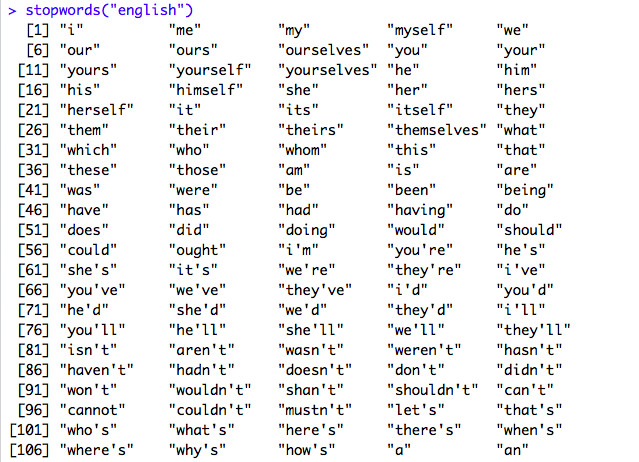 > stopwords("english")
[1] "i" "me" "my" "myself" "we"
[6] "our" "ours" "ourselves" "you" "your"
[11] "yours" "yourself" "yourselves" "he" "him"
[16] "his" "himself" "she" "her" "hers"
[21] "herself" "it" "its" "itself" "they"
[26] "them" "their" "theirs" "themselves" "what"
[31] "which" "who" "whom" "this" "that"
[36] "these" "those" "am" "is" "are"
[41] "was" "were" "be" "been" "being"
[46] "have" "has" "had" "having" "do"
[51] "does" "did" "doing" "would" "should"
[56] "could" "ought" "i'm" "you're" "he's"
[61] "she's" "it's" "we're" "they're" "i've"
[66] "you've" "we've" "they've" "i'd" "you'd"
[71] "he'd" "she'd" "we'd" "they'd" "i'll"
[76] "you'll" "he'll" "she'll" "we'll" "they'll"
[81] "isn't" "aren't" "wasn't" "weren't" "hasn't"
[86] "haven't" "hadn't" "doesn't" "don't" "didn't"
[91] "won't" "wouldn't" "shan't" "shouldn't" "can't"
[96] "cannot" "couldn't" "mustn't" "let's" "that's"
[101] "who's" "what's" "here's" "there's" "when's"
[106] "where's" "why's" "how's" "a" "an"